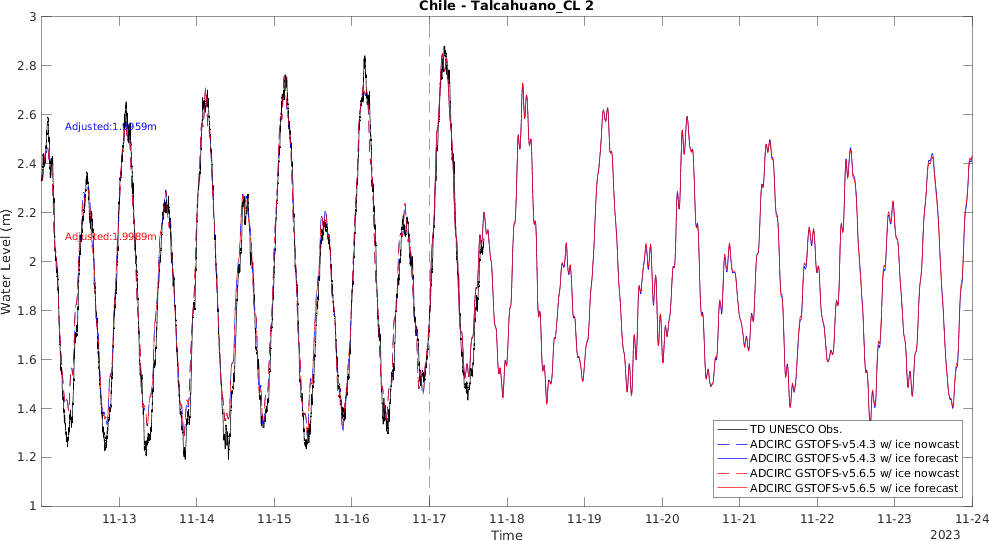 Chile - Talcahuano_CL 2
3
2.8
2.6
2.4
2.2
2
1.8
1.6
1.4
1.2
1
Water Level (m)
Adjusted:1.9959m
Adjusted:1.9989m
TD UNESCO Obs.
ADCIRC GSTOFS-v5.4.3 w/ ice nowcast
ADCIRC GSTOFS-v5.4.3 w/ ice forecast
ADCIRC GSTOFS-v5.6.5 w/ ice nowcast
ADCIRC GSTOFS-v5.6.5 w/ ice forecast
11-13 11-14 11-15 11-16 11-17 11-18 11-19 11-20 11-21 11-22 11-23 11-24
Time
2023